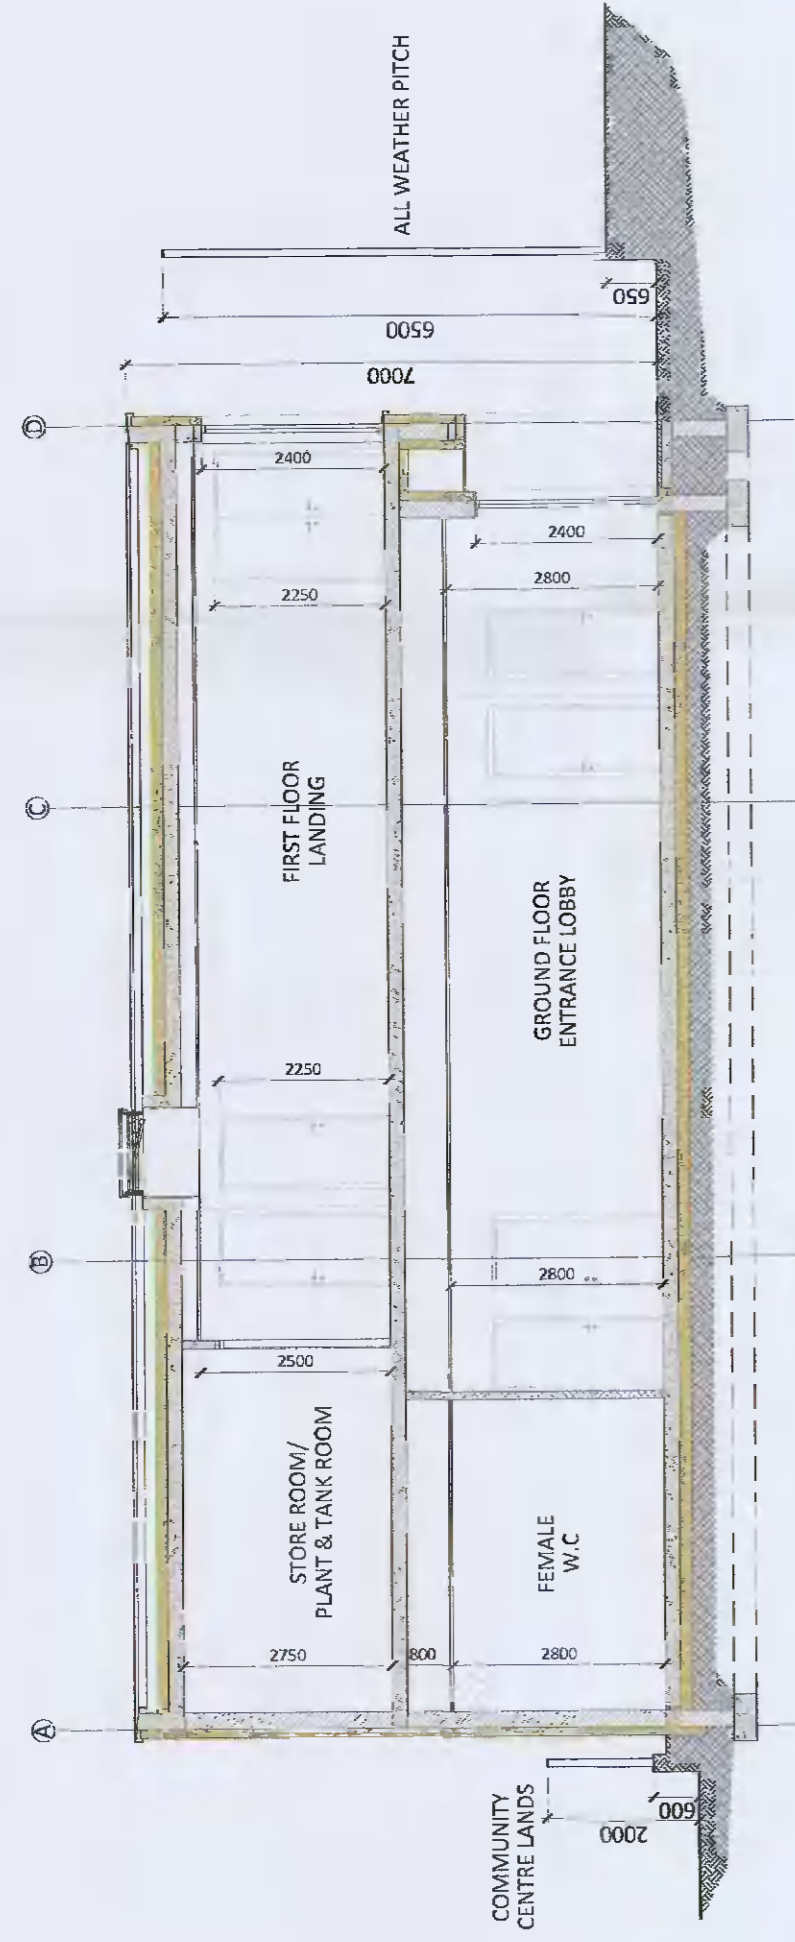 A
B
C
D
STORE ROOM/
PLANT & TANK ROOM
FIRST FLOOR
LANDING
ALL WEATHER PITCH
2750
2500
2250
2250
2400
7000
6500
650
COMMUNITY
CENTRE LANDS
FEMALE
W.C
GROUND FLOOR
ENTRANCE LOBBY
800
2800
2800
2800
2400
2000
600